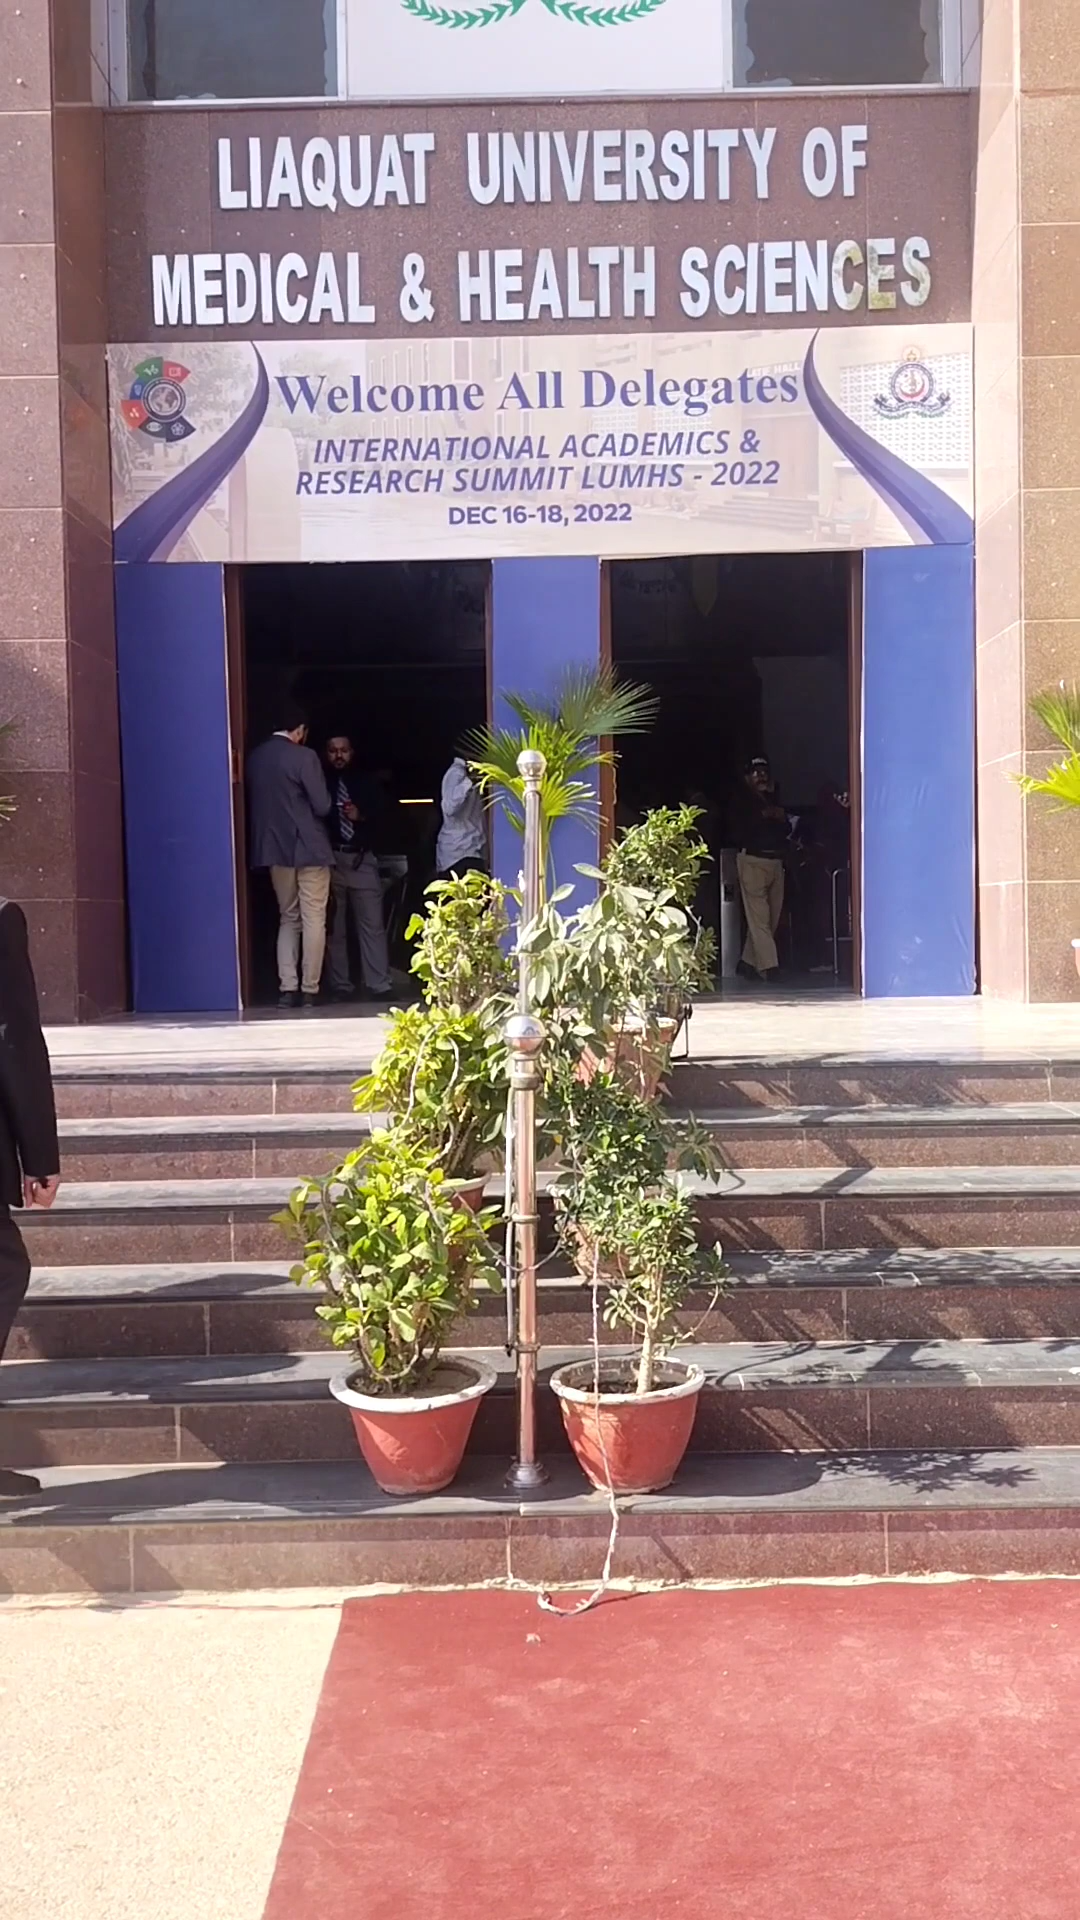 LIAQUAT UNIVERSITY OF
MEDICAL & HEALTH SCIENCES
Welcome All Delegates
INTERNATIONAL ACADEMICS &
RESEARCH SUMMIT LUMHS - 2022
DEC 16-18, 2022